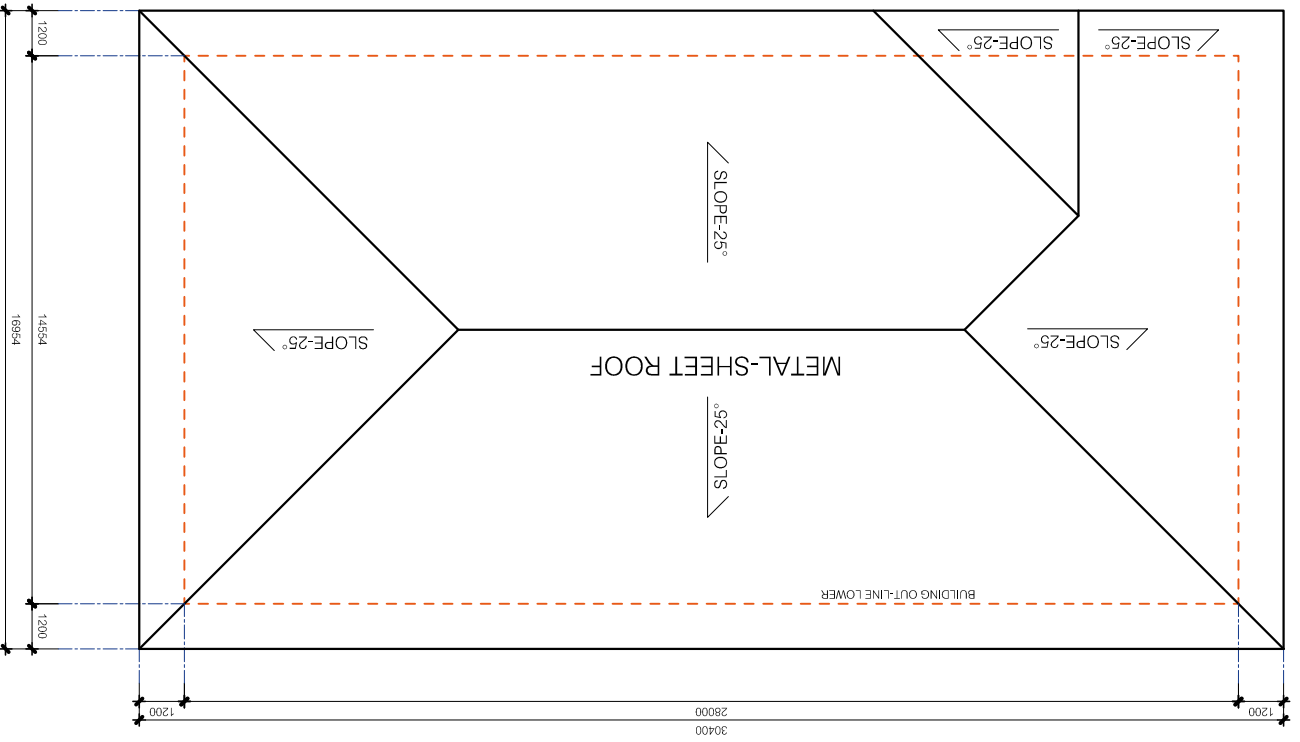 1200
14554
16954
1200
SLOPE-25°
SLOPE-25°
SLOPE-25°
SLOPE-25°
SLOPE-25°
METAL-SHEET ROOF
SLOPE-25°
BUILDING OUT-LINE LOWER
1200
28000
1200
30400